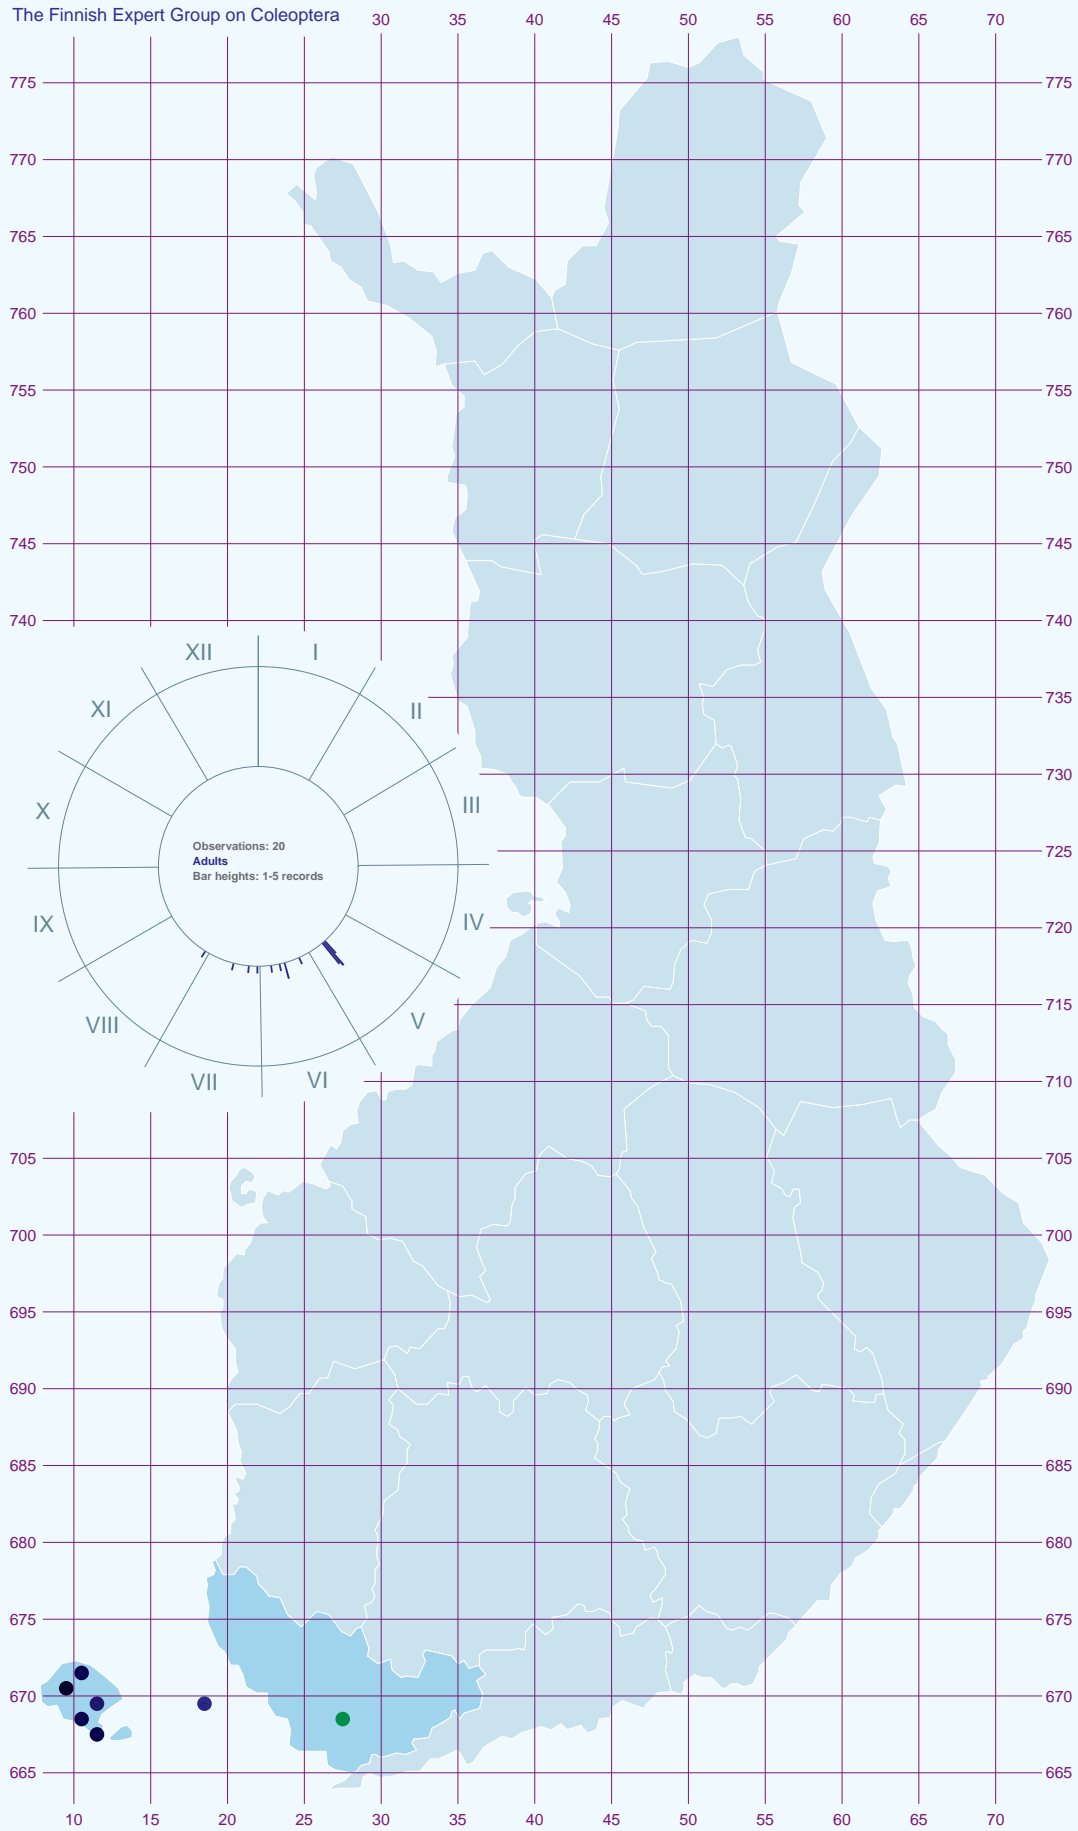 The Finnish Expert Group on Coleoptera
30 35 40 45 50 55 60 65 70
775 775
770 770
765 765
760 760
755 755
750 750
745 745
740 740
XII I
XI II
735
730
X III
Observations: 20
Adults
Bar heights: 1-5 records
725
IX IV
720
715
VIII V
VII VI
710
705 705
700 700
695 695
690 690
685 685
680 680
675 675
670 670
665 665
10 15 20 25 30 35 40 45 50 55 60 65 70